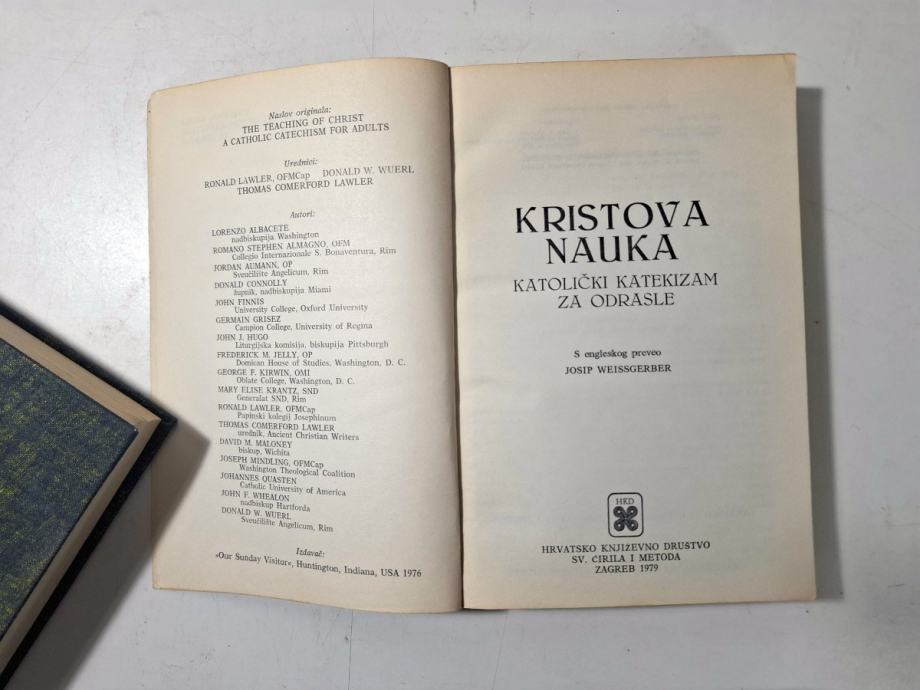 Naslov originala:
THE TEACHING OF CHRIST
A CATHOLIC CATECHISM FOR ADULTS
Urednici:
RONALD LAWLER, OFMCap DONALD W. WUERL
THOMAS COMERFORD LAWLER
Autori:
LORENZO ALBACETE
nadbiskupija Washington
ROMANO STEPHEN ALMAGNO, OFM
Collegio Internazionale S. Bonaventura, Rim
JORDAN AUMANN, OP
Sveučilište Angelicum, Rim
DONALD CONNOLLY
župnik, nadbiskupija Miami
JOHN FINNIS
University College, Oxford University
GERMAIN GRISEZ
Campion College, University of Regina
JOHN J. HUGO
Liturgijska komisija, biskupija Pittsburgh
FREDERICK M. JELLY, OP
Domican House of Studies, Washington, D. C.
GEORGE F. KIRWIN, OMI
Oblate College, Washington, D. C.
MARY ELISE KRANTZ, SND
Generalat SND, Rim
RONALD LAWLER, OFMCap
Papinski kolegij Josephinum
THOMAS COMERFORD LAWLER
urednik, Ancient Christian Writers
DAVID M. MALONEY
biskup, Wichita
JOSEPH MINDLING, OFMCap
Washington Theological Coalition
JOHANNES QUASTEN
Catholic University of America
JOHN F. WHEALON
nadbiskup Hartforda
DONALD W. WUERL
Sveučilište Angelicum, Rim
Izdavač:
»Our Sunday Visitor«, Huntington, Indiana, USA 1976
KRISTOVA
NAUKA
KATOLIČKI KATEKIZAM
ZA ODRASLE
S engleskog preveo
JOSIP WEISSGERBER
HKD
HRVATSKO KNJIŽEVNO DRUŠTVO
SV. ĆIRILA I METODA
ZAGREB 1979